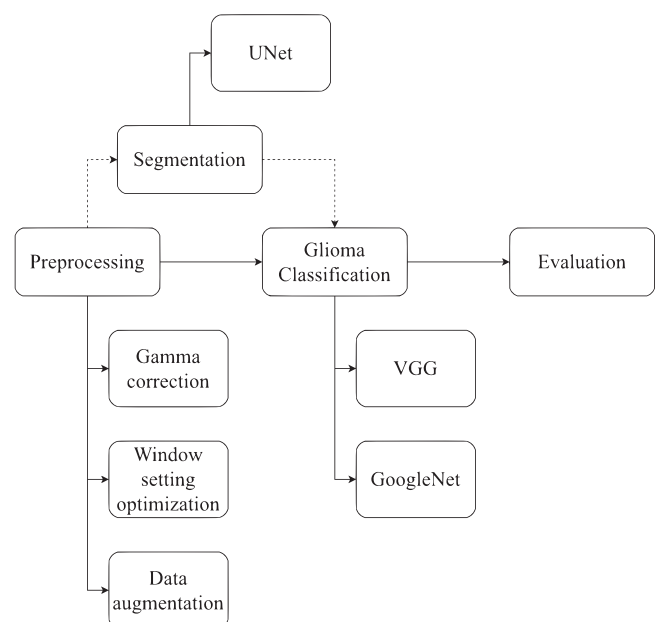 UNet
Segmentation
Preprocessing
Glioma
Classification
Evaluation
Gamma
correction
VGG
Window
setting
optimization
GoogleNet
Data
augmentation